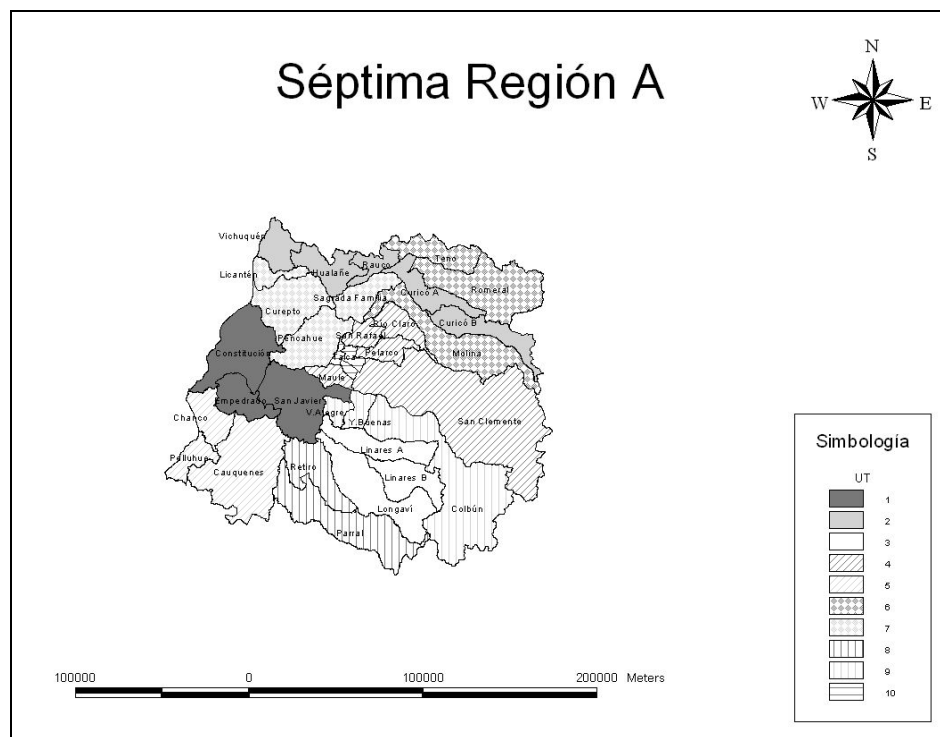 Séptima Región A
N
W E
S
Vichuquén
Licantén
Hualañe
Rauco
Teno
Romeral
Sagrada Familia
Curicó A
Curepto
Curicó B
Río Claro
San Rafael
Pencahue
Pelarco
Molina
Talca
Constitución
Maule
Empedrado
San Javier
V.Alegre
Y.Buenas
San Clemente
Chanco
Linares A
Pelluhue
Cauquenes
Retiro
Linares B
Longaví
Colbún
Parral
Simbología
UT
1
2
3
4
5
6
7
8
9
10
100000 0 100000 200000 Meters